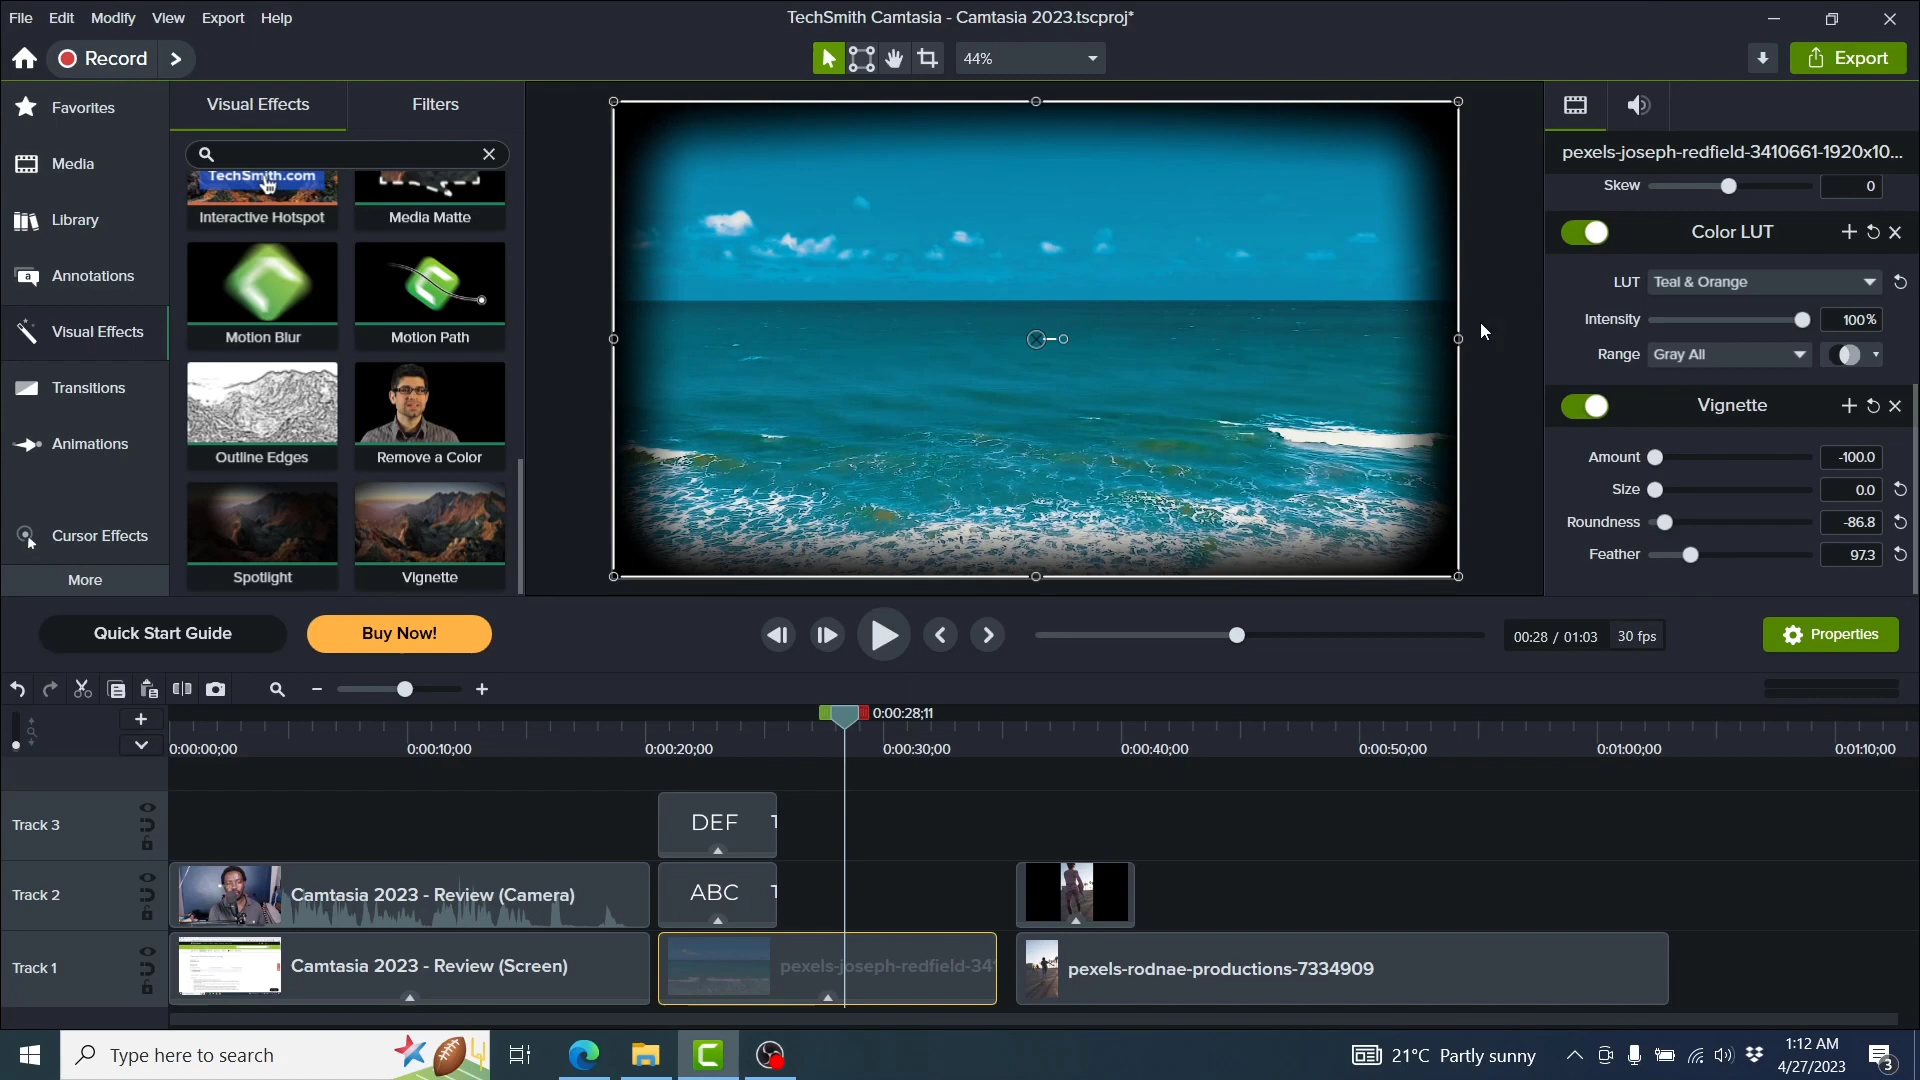 File Edit Modify View Export Help
TechSmith Camtasia - Camtasia 2023.tscproj*
Record
44%
Export
Favorites
Media
Library
Annotations
Visual Effects
Transitions
Animations
Cursor Effects
More
Visual Effects Filters
TechSmith.com
Interactive Hotspot Media Matte
Motion Blur Motion Path
Outline Edges Remove a Color
Spotlight Vignette
pexels-joseph-redfield-3410661-1920x10...
Skew 0
Color LUT
LUT Teal & Orange
Intensity 100%
Range Gray All
Vignette
Amount -100.0
Size 0.0
Roundness -86.8
Feather 97.3
Quick Start Guide Buy Now!
00:28 / 01:03 30 fps
Properties
0:00:28;11
0:00:00;00 0:00:10;00 0:00:20;00 0:00:30;00 0:00:40;00 0:00:50;00 0:01:00;00 0:01:10;00
Track 3 DEF T
Track 2 Camtasia 2023 - Review (Camera) ABC T
Track 1 Camtasia 2023 - Review (Screen) pexels-joseph-redfield-34 pexels-rodnae-productions-7334909
Type here to search
21°C Partly sunny
1:12 AM
4/27/2023
3